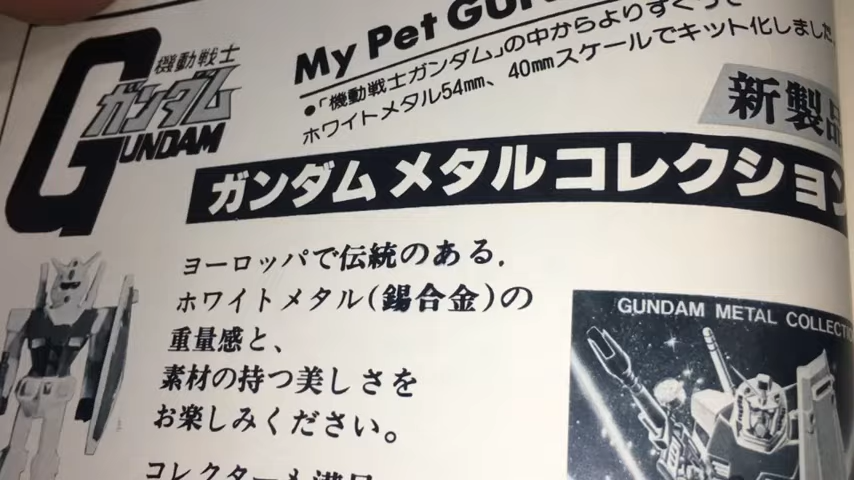 機動戦士
ガンダム
GUNDAM
My Pet
●「機動戦士ガンダム」の中からよりすぐって
ホワイトメタル54mm、40mmスケールでキット化しました
新製品
ガンダム メタルコレクション
ヨーロッパで伝統のある,
ホワイトメタル(錫合金)の
重量感と、
素材の持つ美しさを
お楽しみください。
GUNDAM METAL